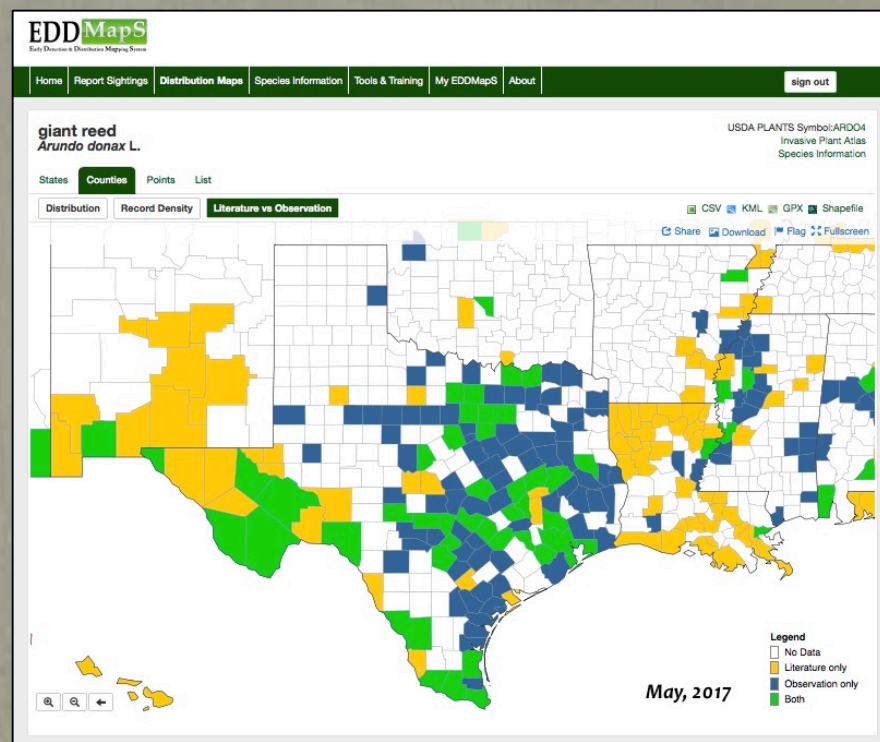 EDDMapS
Early Detection & Distribution Mapping System
Home Report Sightings Distribution Maps Species Information Tools & Training My EDDMapS About sign out
giant reed
Arundo donax L.
USDA PLANTS Symbol:ARDO4
Invasive Plant Atlas
Species Information
States Counties Points List
Distribution Record Density Literature vs Observation
CSV KML GPX Shapefile
Share Download Flag Fullscreen
Legend
No Data
Literature only
Observation only
Both
May, 2017